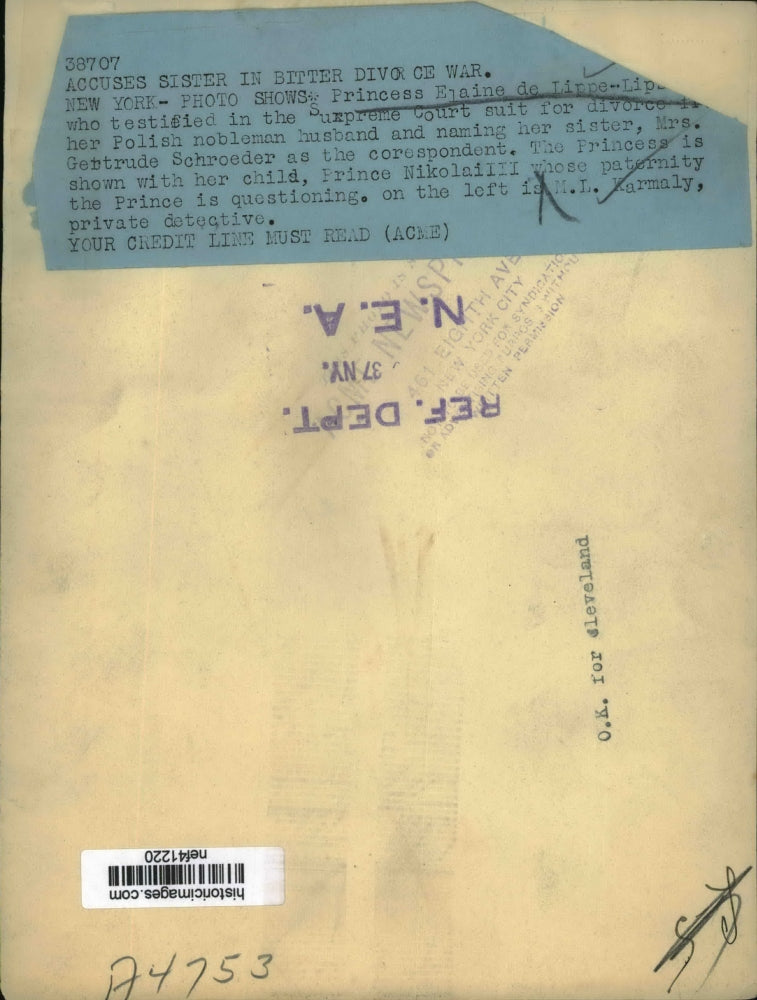 38707
ACCUSES SISTER IN BITTER DIVORCE WAR.
NEW YORK- PHOTO SHOWS: Princess Elaine de Lippe-Lip
who testified in the Supreme Court suit for divorce
her Polish nobleman husband and naming her sister, Mrs.
Gertrude Schroeder as the corespondent. The Princess is
shown with her child, Prince NikolaiIII whose paternity
the Prince is questioning. on the left is M.L. Karmaly,
private detective.
YOUR CREDIT LINE MUST READ (ACME)
461 EIGHTH AVE
NEW YORK CITY
FOR SYNDICATIO
PERMISSION
N.E.A.
37 NY.
REF. DEPT.
O.K. for cleveland
historicimages.com
nef41220
A4753